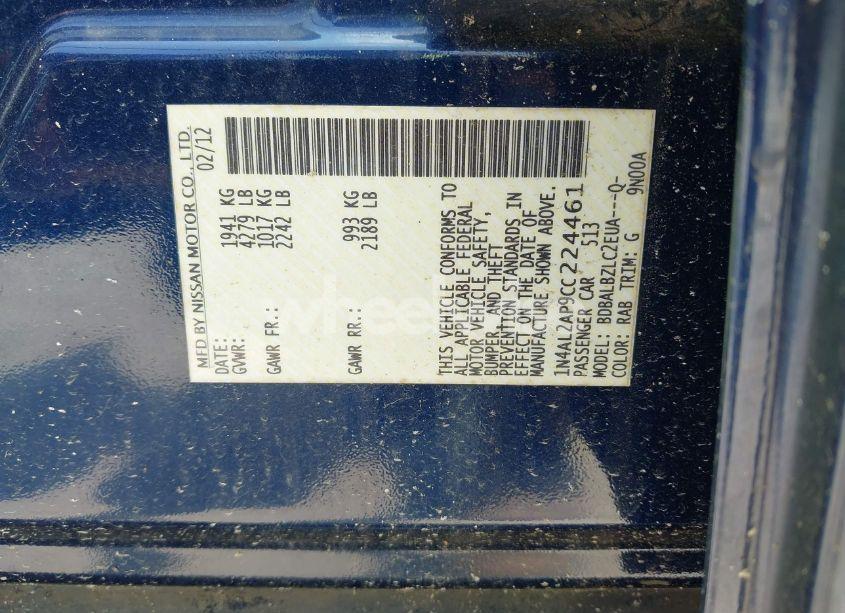 MFD BY NISSAN MOTOR CO., LTD.
DATE: 02/12
GVWR: 1941 KG
4279 LB
GAWR FR.: 1017 KG
2242 LB
GAWR RR.: 993 KG
2189 LB
THIS VEHICLE CONFORMS TO
ALL APPLICABLE FEDERAL
MOTOR VEHICLE SAFETY,
BUMPER, AND THEFT
PREVENTION STANDARDS IN
EFFECT ON THE DATE OF
MANUFACTURE SHOWN ABOVE.
1N4AL2AP9CC224461
PASSENGER CAR 513
MODEL: BDBALBZLC2EUA---Q-
COLOR: RAB TRIM: G 9N00A